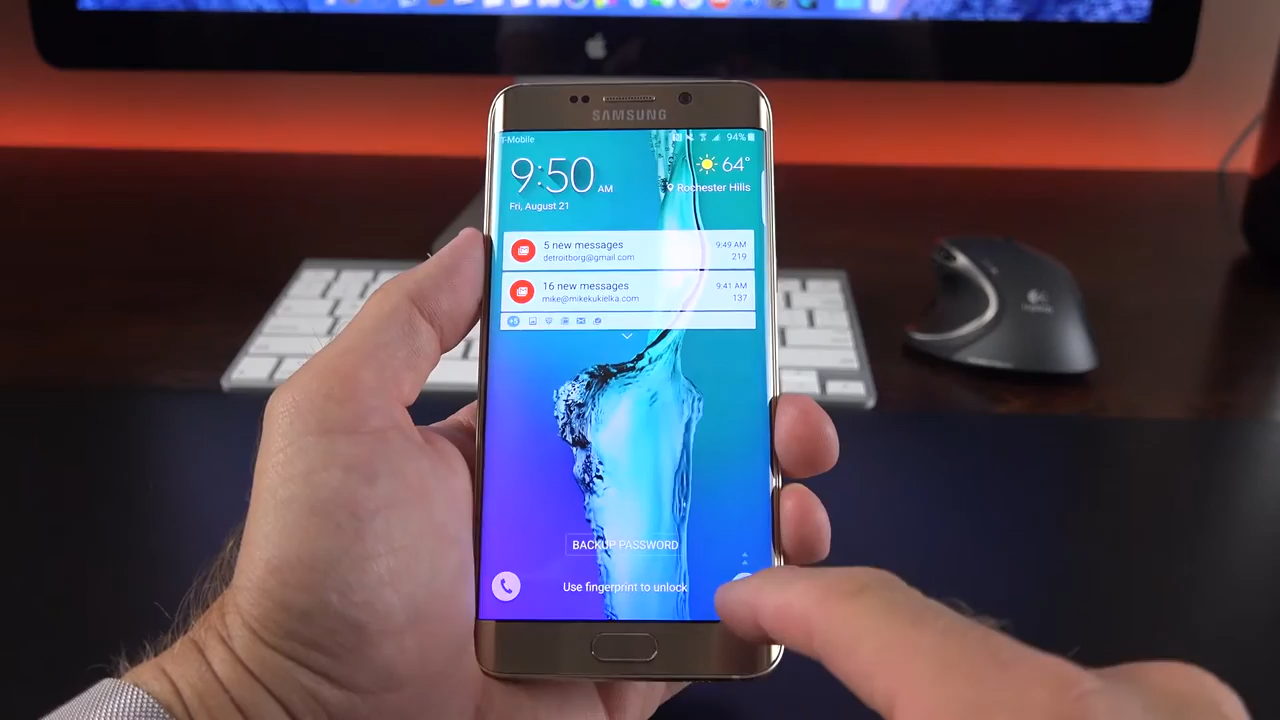 SAMSUNG
T-Mobile
94%
9:50 AM
64°
Rochester Hills
Fri, August 21
5 new messages
9:49 AM
detroitborg@gmail.com
219
16 new messages
9:41 AM
mike@mikekukielka.com
137
BACKUP PASSWORD
Use fingerprint to unlock